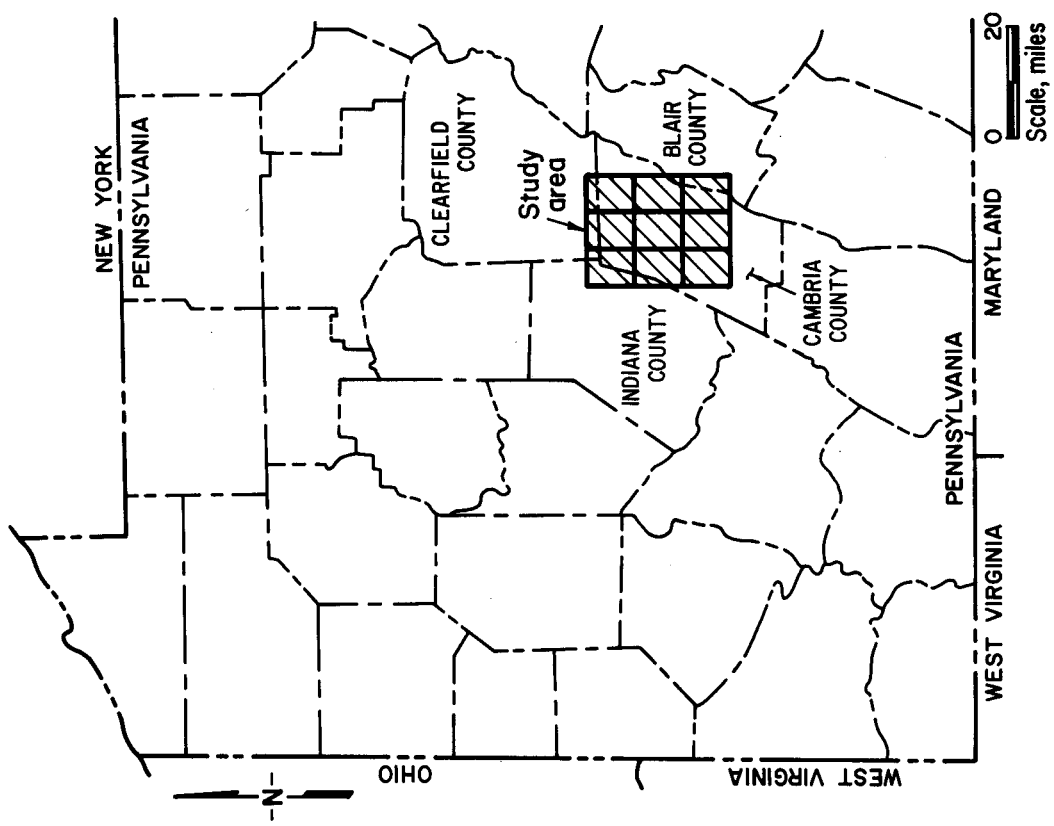 NEW YORK
PENNSYLVANIA
CLEARFIELD
COUNTY
Study
area
BLAIR
COUNTY
INDIANA
COUNTY
CAMBRIA
COUNTY
N
OHIO
WEST VIRGINIA
PENNSYLVANIA
WEST VIRGINIA
MARYLAND
0 20
Scale, miles